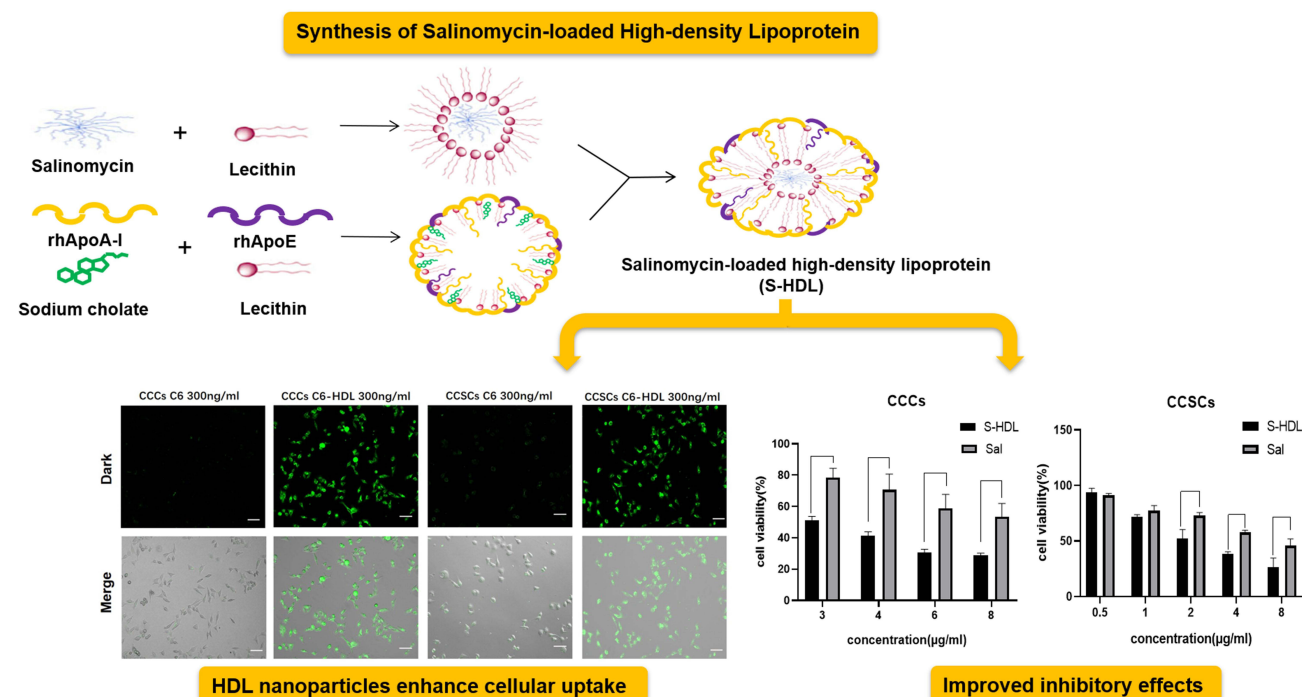 Synthesis of Salinomycin-loaded High-density Lipoprotein
+
Salinomycin
Lecithin
rhApoA-I
+
rhApoE
Sodium cholate
Lecithin
Salinomycin-loaded high-density lipoprotein
(S-HDL)
CCCs C6 300ng/ml
CCCs C6-HDL 300ng/ml
CCSCs C6 300ng/ml
CCSCs C6-HDL 300ng/ml
Dark
Merge
HDL nanoparticles enhance cellular uptake
CCCs
S-HDL
Sal
cell viability(%)
100
80
60
40
20
0
3 4 6 8
concentration(μg/ml)
CCSCs
S-HDL
Sal
cell viability(%)
150
100
50
0
0.5 1 2 4 8
concentration(μg/ml)
Improved inhibitory effects